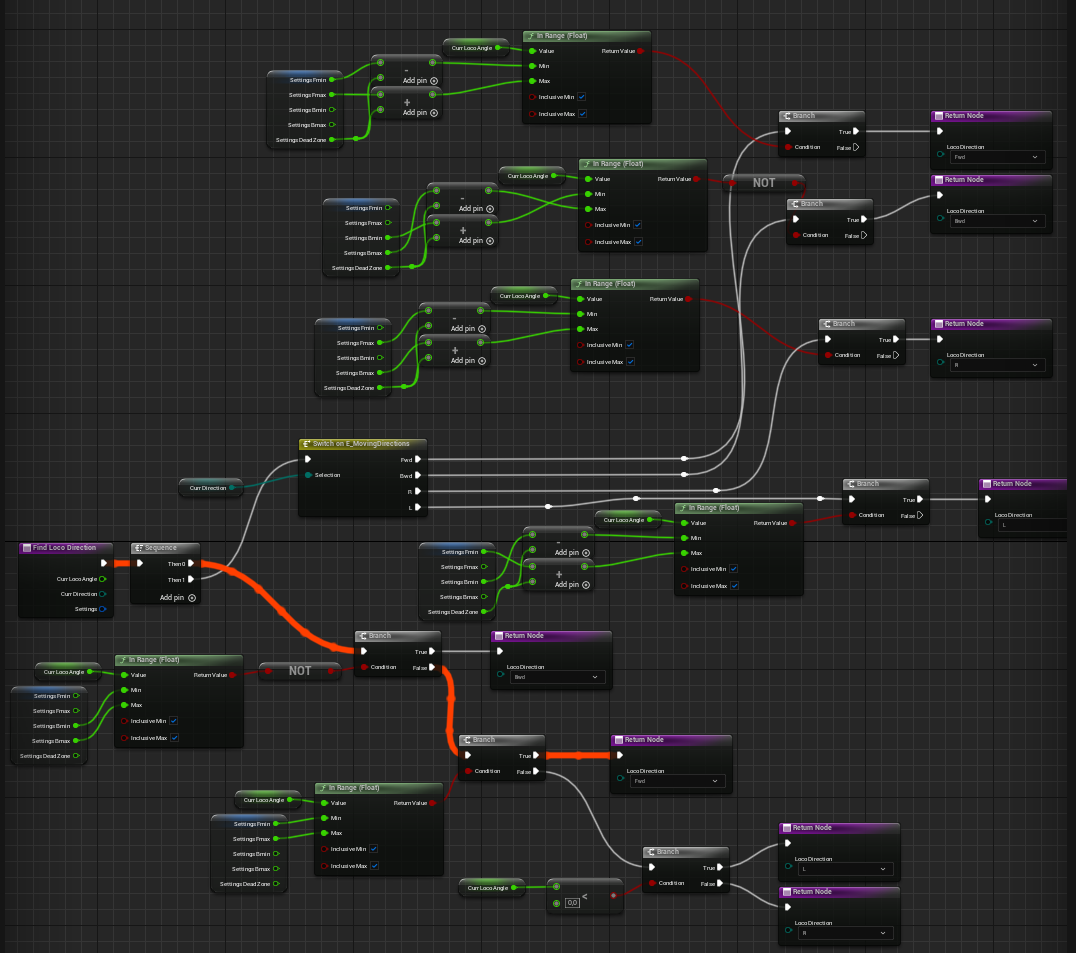 In Range (Float)
Curr Loco Angle
Value
Return Value
Min
Max
Inclusive Min
Inclusive Max
-
Add pin
+
Add pin
Settings Fmin
Settings Fmax
Settings Bmin
Settings Bmax
Settings Dead Zone
Branch
True
Condition
False
Return Node
Loco Direction
Fwd
In Range (Float)
Curr Loco Angle
Value
Return Value
Min
Max
Inclusive Min
Inclusive Max
NOT
-
Add pin
+
Add pin
Settings Fmin
Settings Fmax
Settings Bmin
Settings Bmax
Settings Dead Zone
Branch
True
Condition
False
Return Node
Loco Direction
Bwd
In Range (Float)
Curr Loco Angle
Value
Return Value
Min
Max
Inclusive Min
Inclusive Max
-
Add pin
+
Add pin
Settings Fmin
Settings Fmax
Settings Bmin
Settings Bmax
Settings Dead Zone
Branch
True
Condition
False
Return Node
Loco Direction
R
Switch on E_MovingDirections
Fwd
Selection
Bwd
R
L
Curr Direction
Branch
True
Condition
False
Return Node
Loco Direction
L
In Range (Float)
Curr Loco Angle
Value
Return Value
Min
Max
Inclusive Min
Inclusive Max
-
Add pin
+
Add pin
Settings Fmin
Settings Fmax
Settings Bmin
Settings Bmax
Settings Dead Zone
Find Loco Direction
Curr Loco Angle
Curr Direction
Settings
Sequence
Then 0
Then 1
Add pin
Branch
True
Condition
False
Return Node
Loco Direction
Bwd
In Range (Float)
Curr Loco Angle
Value
Return Value
Min
Max
Inclusive Min
Inclusive Max
NOT
Settings Fmin
Settings Fmax
Settings Bmin
Settings Bmax
Settings Dead Zone
Branch
True
Condition
False
Return Node
Loco Direction
Fwd
In Range (Float)
Curr Loco Angle
Value
Return Value
Min
Max
Inclusive Min
Inclusive Max
Settings Fmin
Settings Fmax
Settings Bmin
Settings Bmax
Settings Dead Zone
Branch
True
Condition
False
Curr Loco Angle
0,0
<
Return Node
Loco Direction
L
Return Node
Loco Direction
R